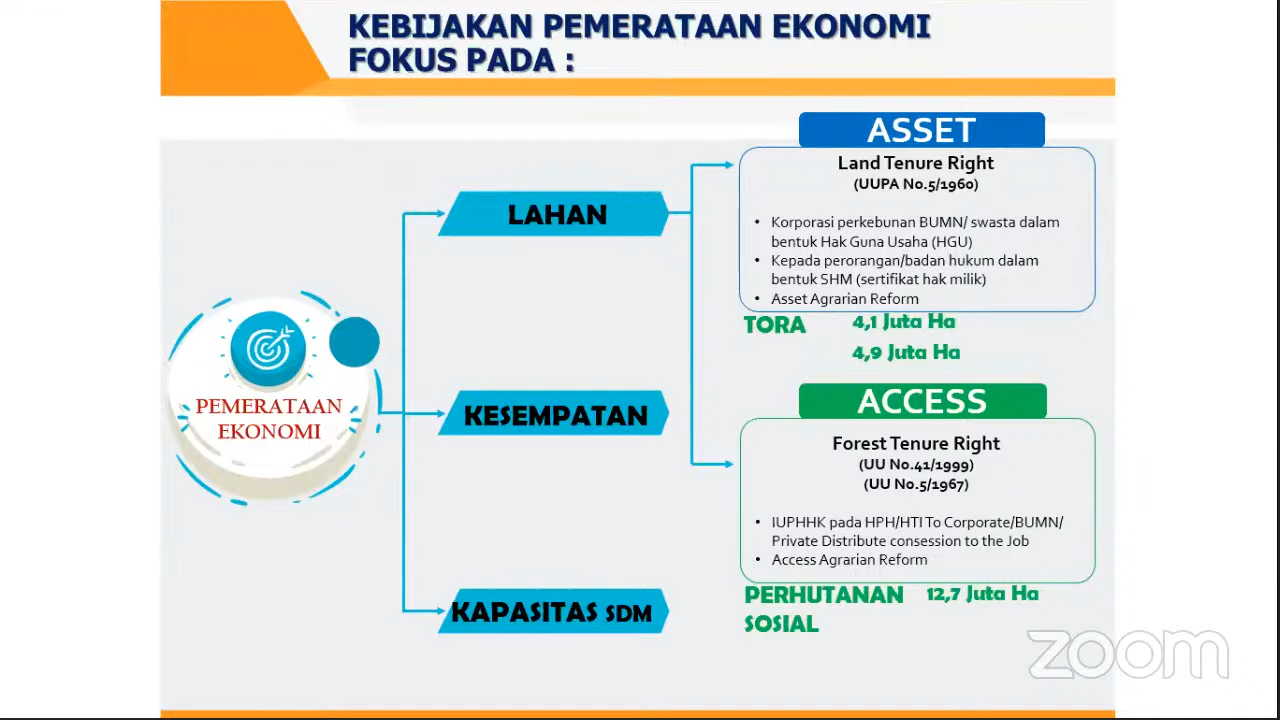 KEBIJAKAN PEMERATAAN EKONOMI
FOKUS PADA :
PEMERATAAN
EKONOMI
LAHAN
KESEMPATAN
KAPASITAS SDM
ASSET
Land Tenure Right
(UUPA No.5/1960)
• Korporasi perkebunan BUMN/ swasta dalam
bentuk Hak Guna Usaha (HGU)
• Kepada perorangan/badan hukum dalam
bentuk SHM (sertifikat hak milik)
• Asset Agrarian Reform
TORA 4,1 Juta Ha
4,9 Juta Ha
ACCESS
Forest Tenure Right
(UU No.41/1999)
(UU No.5/1967)
• IUPHHK pada HPH/HTI To Corporate/BUMN/
Private Distribute consession to the Job
• Access Agrarian Reform
PERHUTANAN 12,7 Juta Ha
SOSIAL
zoom